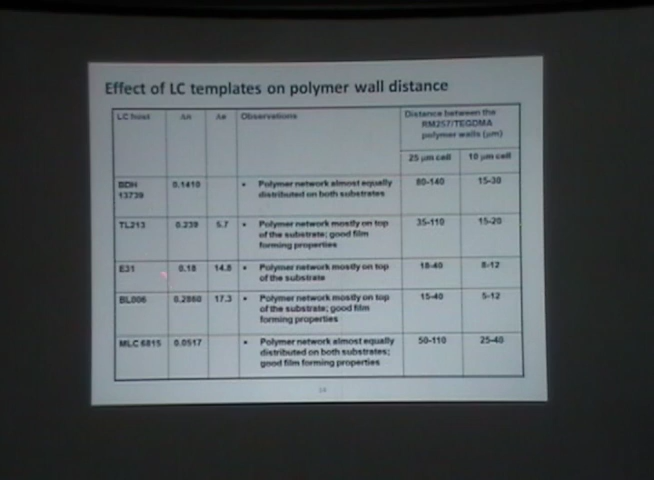 Effect of LC templates on polymer wall distance
LC host Δn Δε Observations Distance between the
RM257/TEGDMA
polymer walls (µm)
25 µm cell 10 µm cell
BDH 0.1410 • Polymer network almost equally 80-140 15-30
13739 distributed on both substrates
TL213 0.239 5.7 • Polymer network mostly on top 35-110 15-20
of the substrate; good film
forming properties
E31 0.18 14.8 • Polymer network mostly on top 18-40 8-12
of the substrate
BL006 0.2860 17.3 • Polymer network mostly on top 15-40 5-12
of the substrate; good film
forming properties
MLC 6815 0.0517 • Polymer network almost equally 50-110 25-40
distributed on both substrates;
good film forming properties